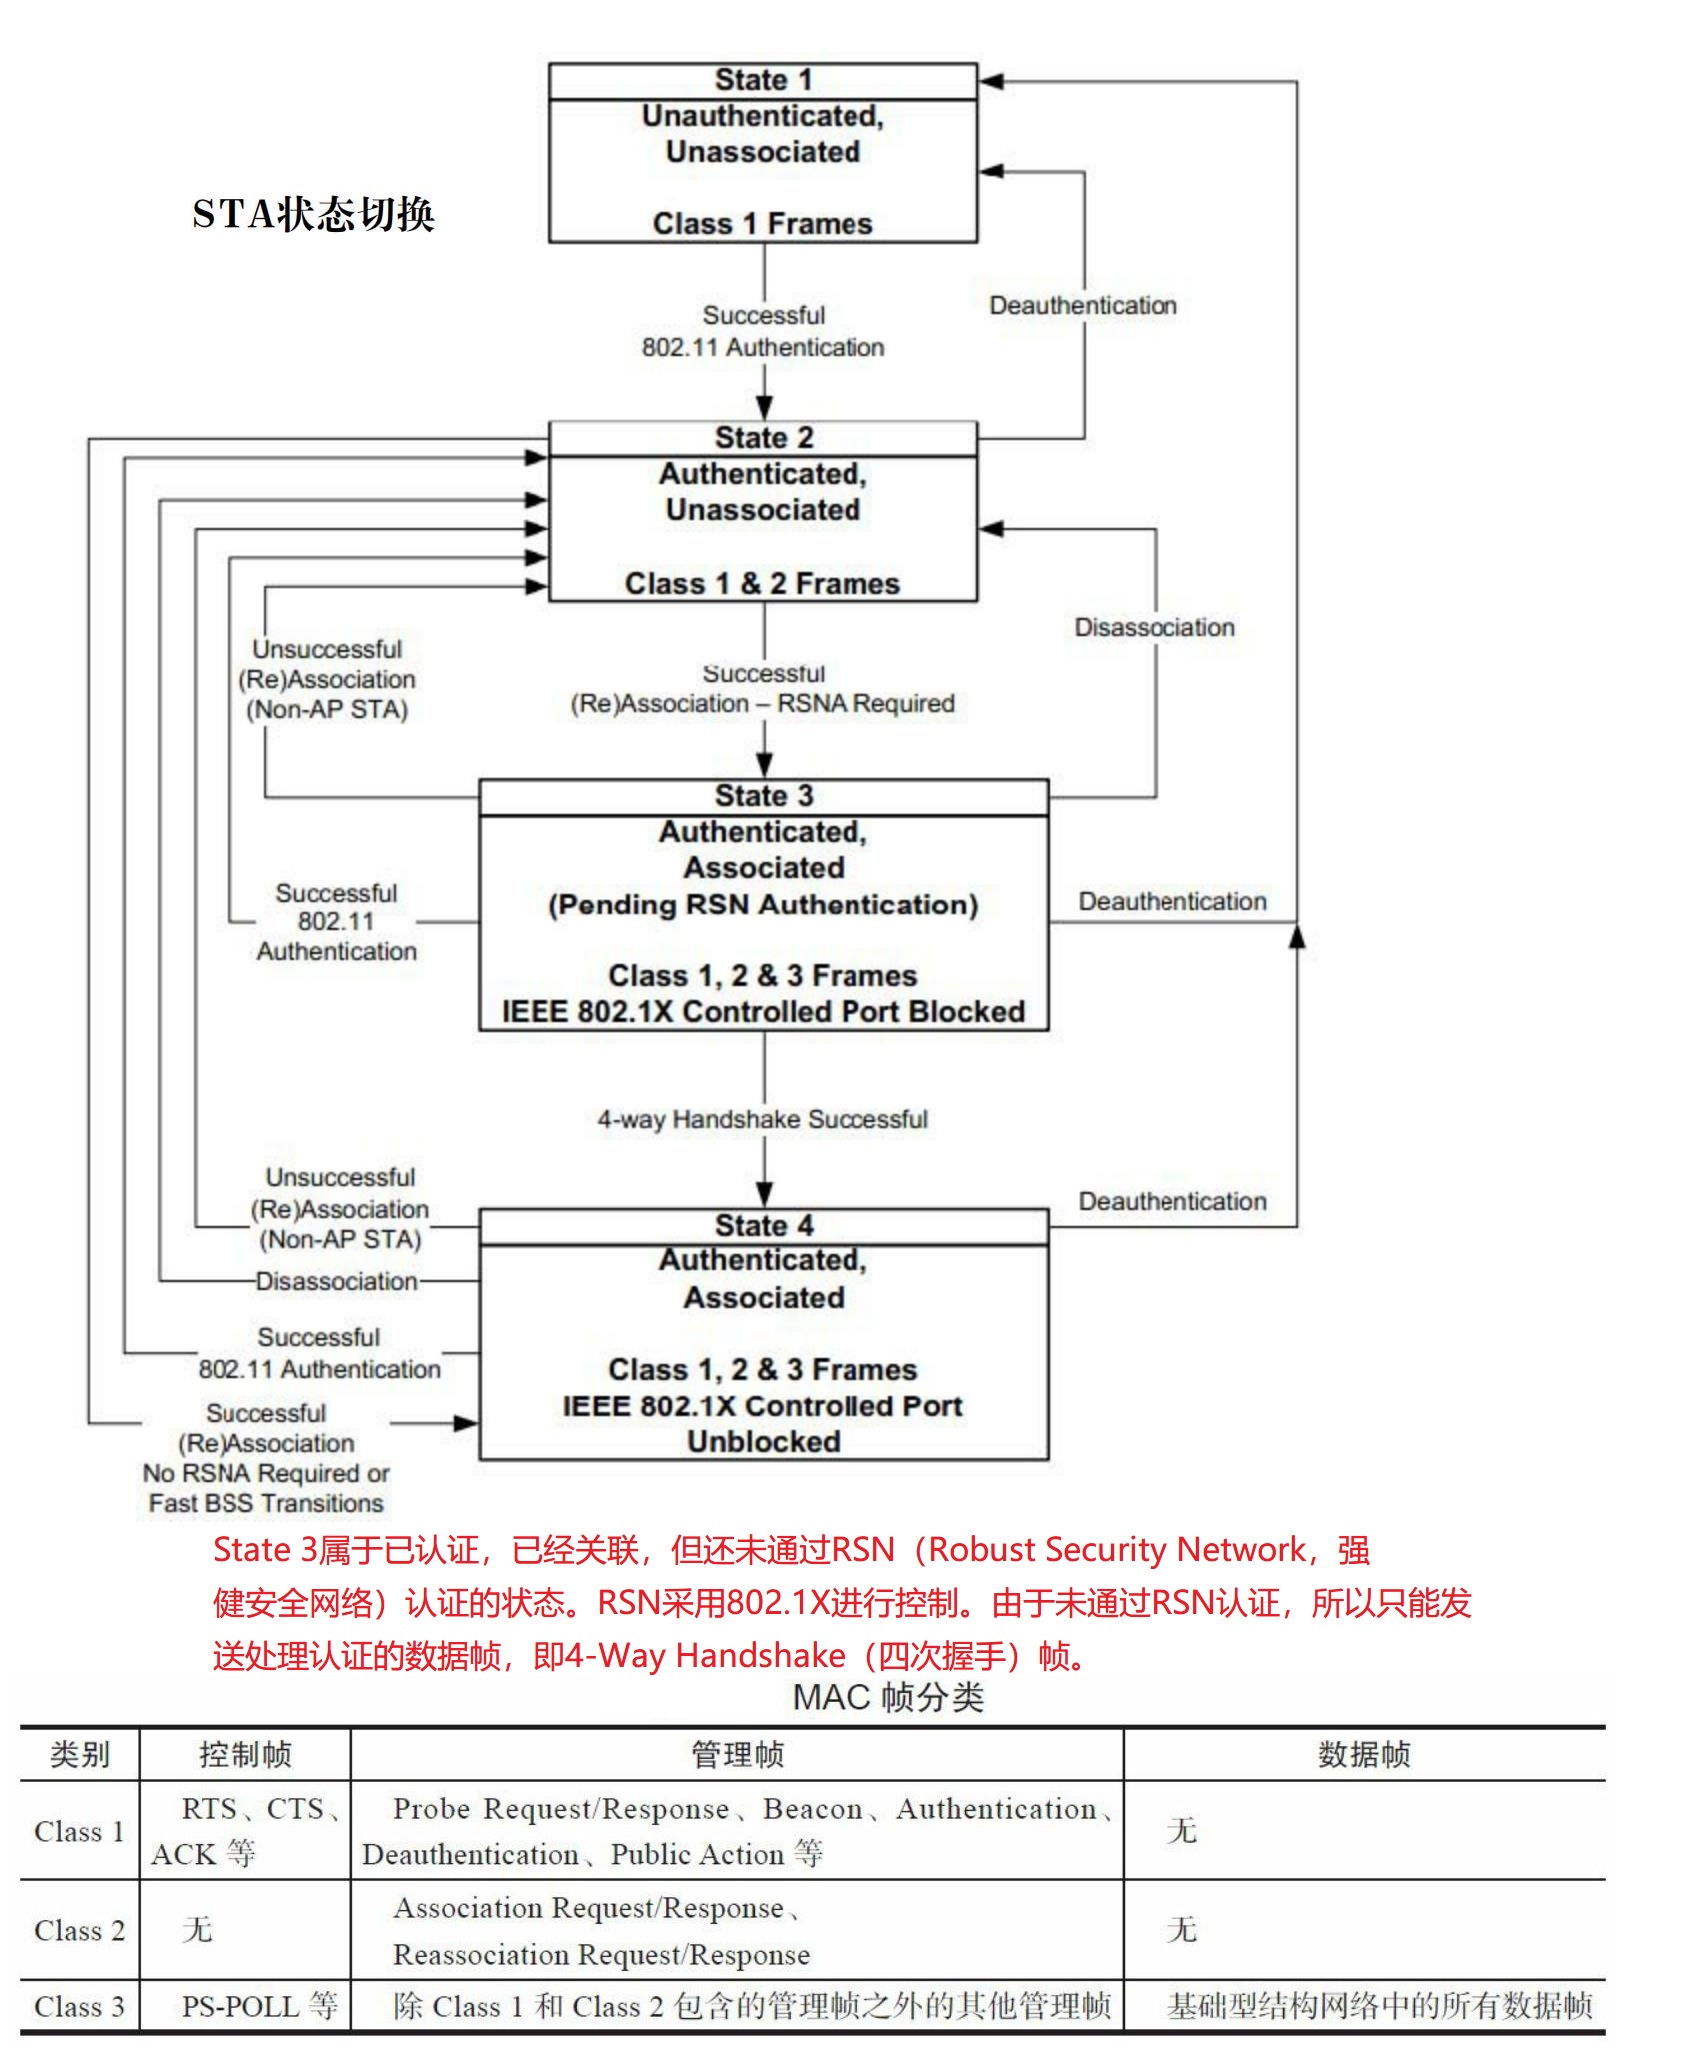 State 1
Unauthenticated,
Unassociated
Class 1 Frames
STA状态切换
Successful
802.11 Authentication
Deauthentication
State 2
Authenticated,
Unassociated
Class 1 & 2 Frames
Unsuccessful
(Re)Association
(Non-AP STA)
Successful
(Re)Association – RSNA Required
Disassociation
State 3
Authenticated,
Associated
(Pending RSN Authentication)
Class 1, 2 & 3 Frames
IEEE 802.1X Controlled Port Blocked
Successful
802.11
Authentication
Deauthentication
4-way Handshake Successful
Unsuccessful
(Re)Association
(Non-AP STA)
Disassociation
Successful
802.11 Authentication
Successful
(Re)Association
No RSNA Required or
Fast BSS Transitions
State 4
Authenticated,
Associated
Class 1, 2 & 3 Frames
IEEE 802.1X Controlled Port
Unblocked
Deauthentication
State 3属于已认证，已经关联，但还未通过RSN（Robust Security Network，强
健安全网络）认证的状态。RSN采用802.1X进行控制。由于未通过RSN认证，所以只能发
送处理认证的数据帧，即4-Way Handshake（四次握手）帧。
MAC 帧分类
类别 控制帧 管理帧 数据帧
Class 1 RTS、CTS、ACK 等 Probe Request/Response、Beacon、Authentication、Deauthentication、Public Action 等 无
Class 2 无 Association Request/Response、Reassociation Request/Response 无
Class 3 PS-POLL 等 除 Class 1 和 Class 2 包含的管理帧之外的其他管理帧 基础型结构网络中的所有数据帧